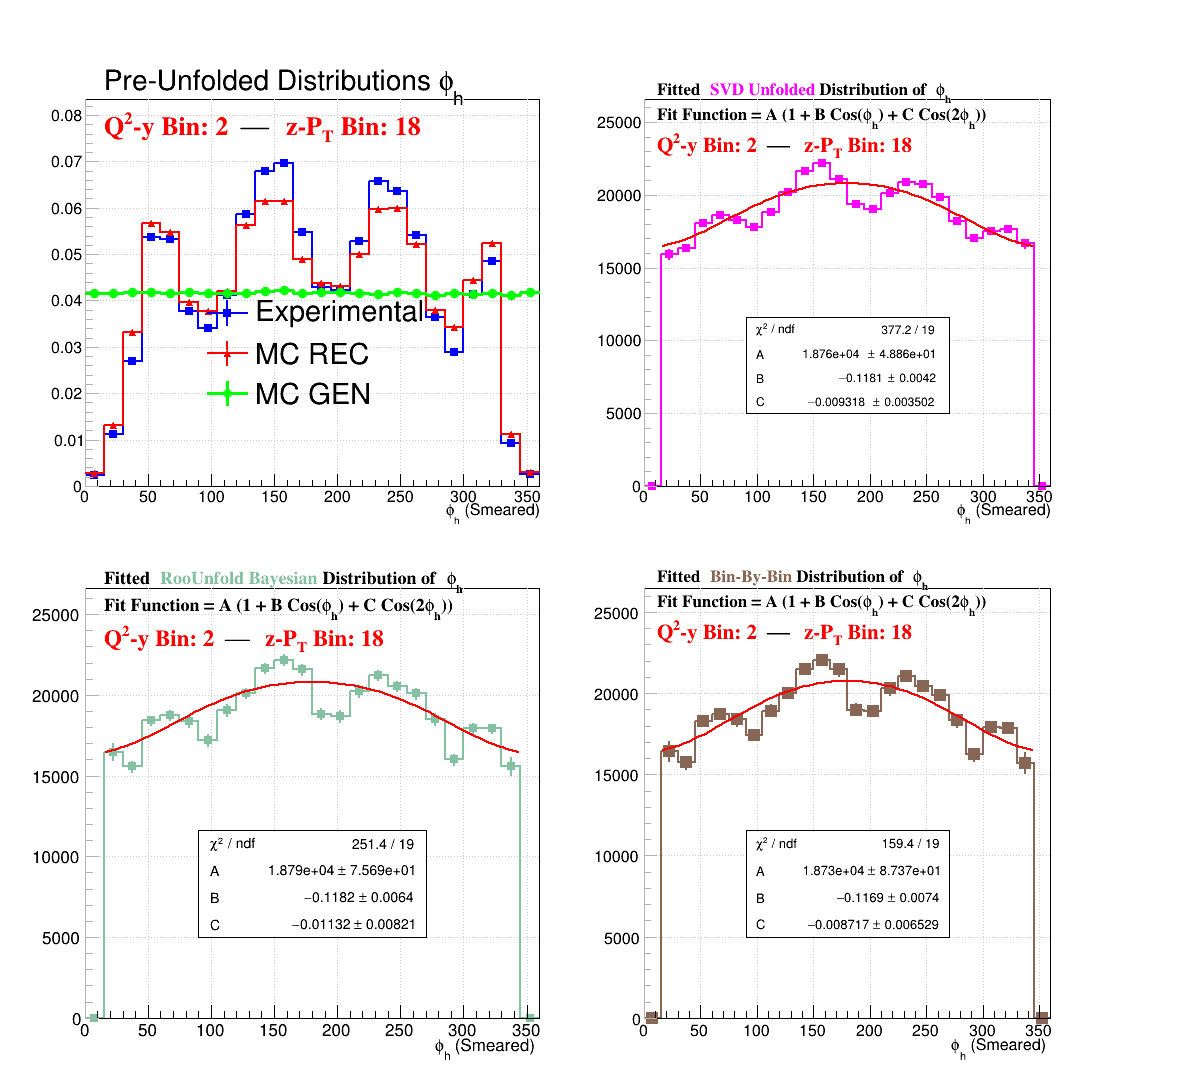 Pre-Unfolded Distributions ϕh
Q2-y Bin: 2 — z-PT Bin: 18
0.08
0.07
0.06
0.05
0.04
0.03
0.02
0.01
0
Experimental
MC REC
MC GEN
0 50 100 150 200 250 300 350
ϕh (Smeared)
Fitted SVD Unfolded Distribution of ϕh
Fit Function = A (1 + B Cos(ϕh) + C Cos(2ϕh))
Q2-y Bin: 2 — z-PT Bin: 18
25000
20000
15000
10000
5000
0
χ2 / ndf 377.2 / 19
A 1.876e+04 ± 4.886e+01
B −0.1181 ± 0.0042
C −0.009318 ± 0.003502
0 50 100 150 200 250 300 350
ϕh (Smeared)
Fitted RooUnfold Bayesian Distribution of ϕh
Fit Function = A (1 + B Cos(ϕh) + C Cos(2ϕh))
Q2-y Bin: 2 — z-PT Bin: 18
25000
20000
15000
10000
5000
0
χ2 / ndf 251.4 / 19
A 1.879e+04 ± 7.569e+01
B −0.1182 ± 0.0064
C −0.01132 ± 0.00821
0 50 100 150 200 250 300 350
ϕh (Smeared)
Fitted Bin-By-Bin Distribution of ϕh
Fit Function = A (1 + B Cos(ϕh) + C Cos(2ϕh))
Q2-y Bin: 2 — z-PT Bin: 18
25000
20000
15000
10000
5000
0
χ2 / ndf 159.4 / 19
A 1.873e+04 ± 8.737e+01
B −0.1169 ± 0.0074
C −0.008717 ± 0.006529
0 50 100 150 200 250 300 350
ϕh (Smeared)